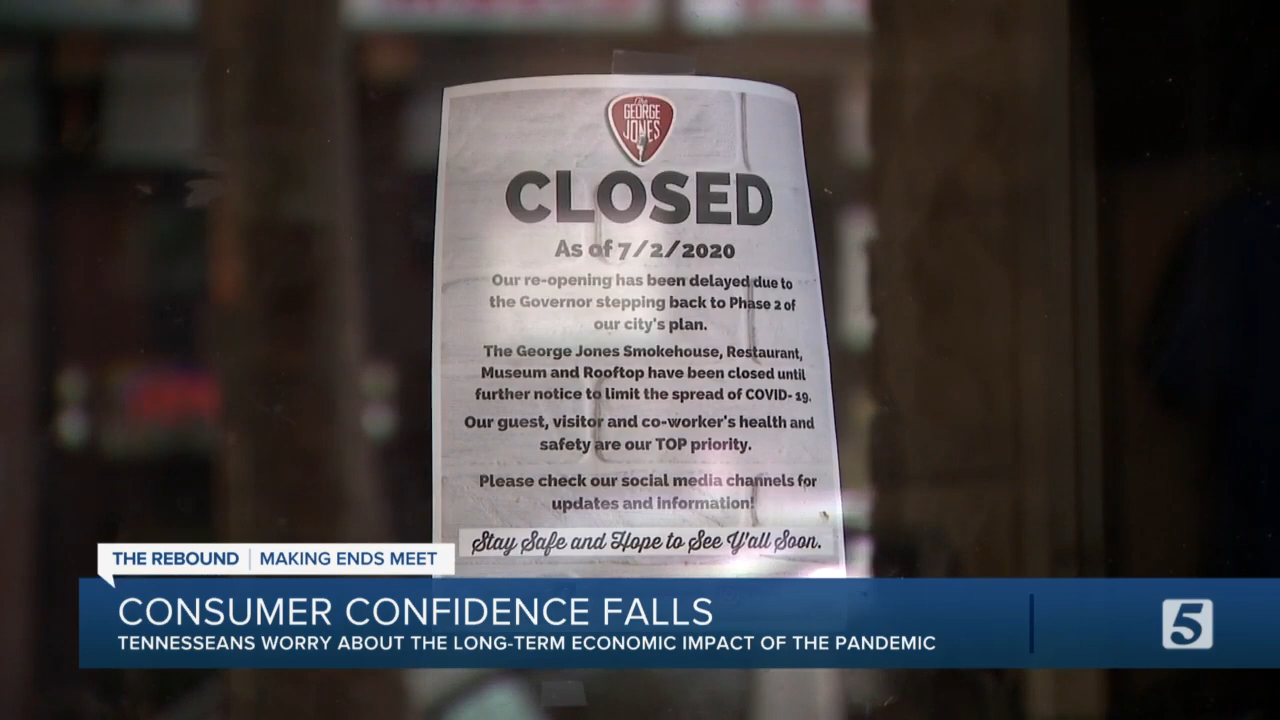 The
GEORGE
JONES
CLOSED
As of 7/2/2020
Our re-opening has been delayed due to
the Governor stepping back to Phase 2 of
our city's plan.
The George Jones Smokehouse, Restaurant,
Museum and Rooftop have been closed until
further notice to limit the spread of COVID- 19.
Our guest, visitor and co-worker's health and
safety are our TOP priority.
Please check our social media channels for
updates and information!
Stay Safe and Hope to See Y'all Soon.
THE REBOUND | MAKING ENDS MEET
CONSUMER CONFIDENCE FALLS
TENNESSEANS WORRY ABOUT THE LONG-TERM ECONOMIC IMPACT OF THE PANDEMIC
5